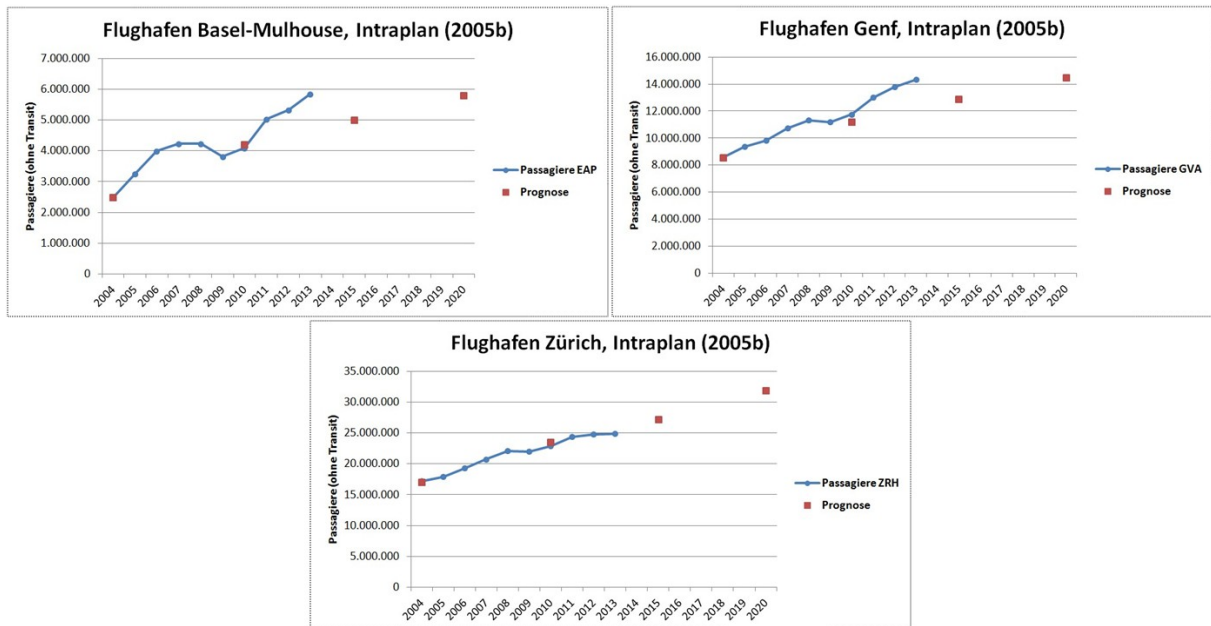 Flughafen Basel-Mulhouse, Intraplan (2005b)
Passagiere (ohne Transit)
7.000.000
6.000.000
5.000.000
4.000.000
3.000.000
2.000.000
1.000.000
0
2004 2005 2006 2007 2008 2009 2010 2011 2012 2013 2014 2015 2016 2017 2018 2019 2020
Passagiere EAP
Prognose
Flughafen Genf, Intraplan (2005b)
Passagiere (ohne Transit)
16.000.000
14.000.000
12.000.000
10.000.000
8.000.000
6.000.000
4.000.000
2.000.000
0
2004 2005 2006 2007 2008 2009 2010 2011 2012 2013 2014 2015 2016 2017 2018 2019 2020
Passagiere GVA
Prognose
Flughafen Zürich, Intraplan (2005b)
Passagiere (ohne Transit)
35.000.000
30.000.000
25.000.000
20.000.000
15.000.000
10.000.000
5.000.000
0
2004 2005 2006 2007 2008 2009 2010 2011 2012 2013 2014 2015 2016 2017 2018 2019 2020
Passagiere ZRH
Prognose